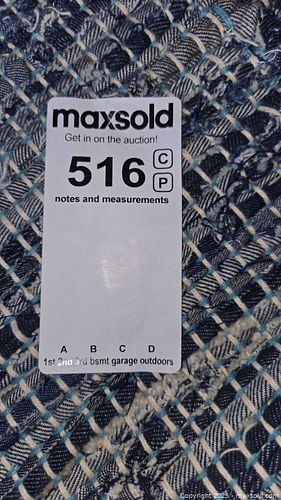 maxsold
Get in on the auction!
516 C
P
notes and measurements
A B C D
1st 2nd 3rd bsmt garage outdoors
Copyright 2025 - maxsold.com